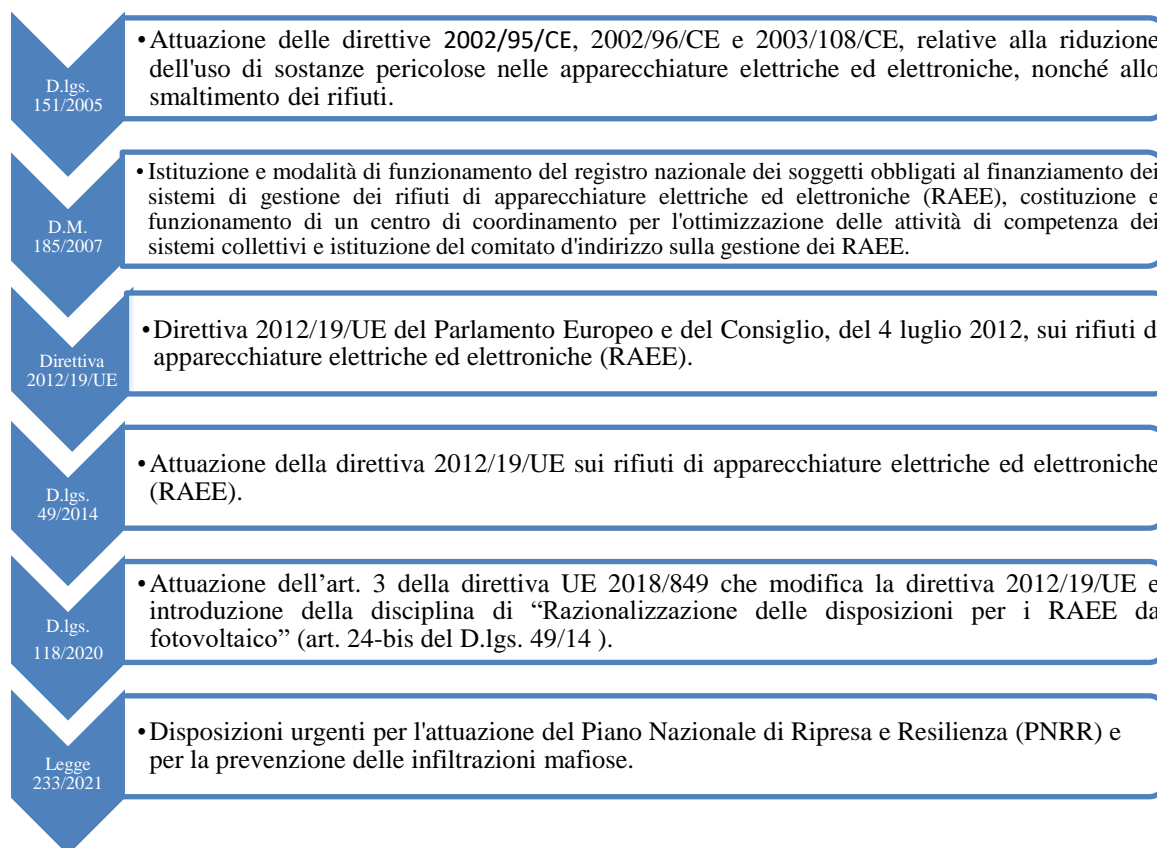 D.lgs.
151/2005
•Attuazione delle direttive 2002/95/CE, 2002/96/CE e 2003/108/CE, relative alla riduzione
dell'uso di sostanze pericolose nelle apparecchiature elettriche ed elettroniche, nonché allo
smaltimento dei rifiuti.
D.M.
185/2007
•Istituzione e modalità di funzionamento del registro nazionale dei soggetti obbligati al finanziamento dei
sistemi di gestione dei rifiuti di apparecchiature elettriche ed elettroniche (RAEE), costituzione e
funzionamento di un centro di coordinamento per l'ottimizzazione delle attività di competenza dei
sistemi collettivi e istituzione del comitato d'indirizzo sulla gestione dei RAEE.
Direttiva
2012/19/UE
•Direttiva 2012/19/UE del Parlamento Europeo e del Consiglio, del 4 luglio 2012, sui rifiuti d
apparecchiature elettriche ed elettroniche (RAEE).
D.lgs.
49/2014
•Attuazione della direttiva 2012/19/UE sui rifiuti di apparecchiature elettriche ed elettroniche
(RAEE).
D.lgs.
118/2020
•Attuazione dell’art. 3 della direttiva UE 2018/849 che modifica la direttiva 2012/19/UE e
introduzione della disciplina di “Razionalizzazione delle disposizioni per i RAEE da
fotovoltaico” (art. 24-bis del D.lgs. 49/14 ).
Legge
233/2021
•Disposizioni urgenti per l'attuazione del Piano Nazionale di Ripresa e Resilienza (PNRR) e
per la prevenzione delle infiltrazioni mafiose.